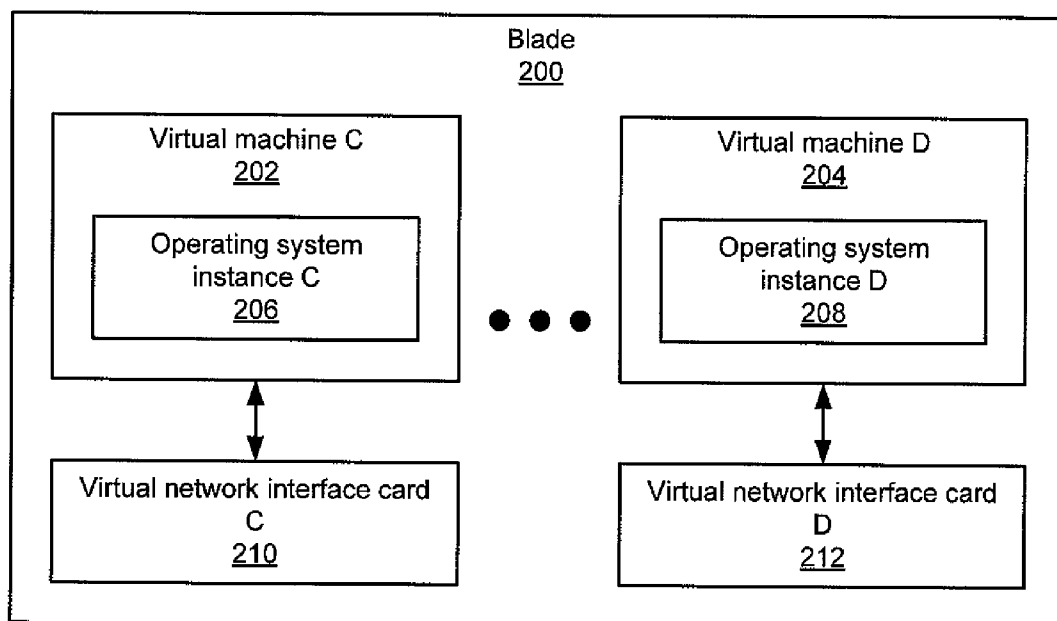 Blade
200
Virtual machine C
202
Operating system
instance C
206
Virtual network interface card
C
210
Virtual machine D
204
Operating system
instance D
208
Virtual network interface card
D
212